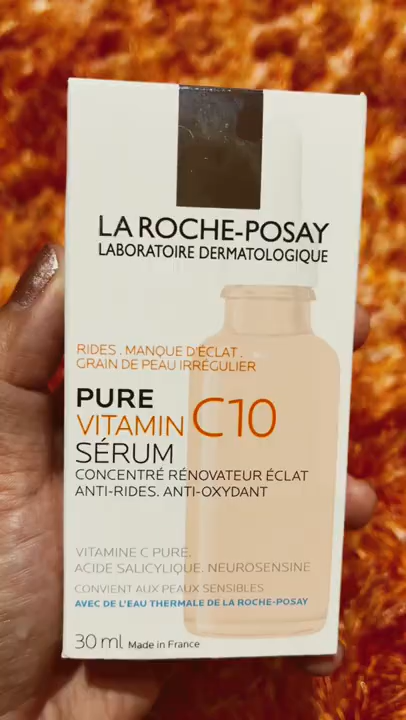 LA ROCHE-POSAY
LABORATOIRE DERMATOLOGIQUE
RIDES . MANQUE D'ÉCLAT .
GRAIN DE PEAU IRRÉGULIER
PURE
VITAMIN C10
SÉRUM
CONCENTRÉ RÉNOVATEUR ÉCLAT
ANTI-RIDES. ANTI-OXYDANT
VITAMINE C PURE.
ACIDE SALICYLIQUE. NEUROSENSINE
CONVIENT AUX PEAUX SENSIBLES
AVEC DE L'EAU THERMALE DE LA ROCHE-POSAY
30 ml Made in France